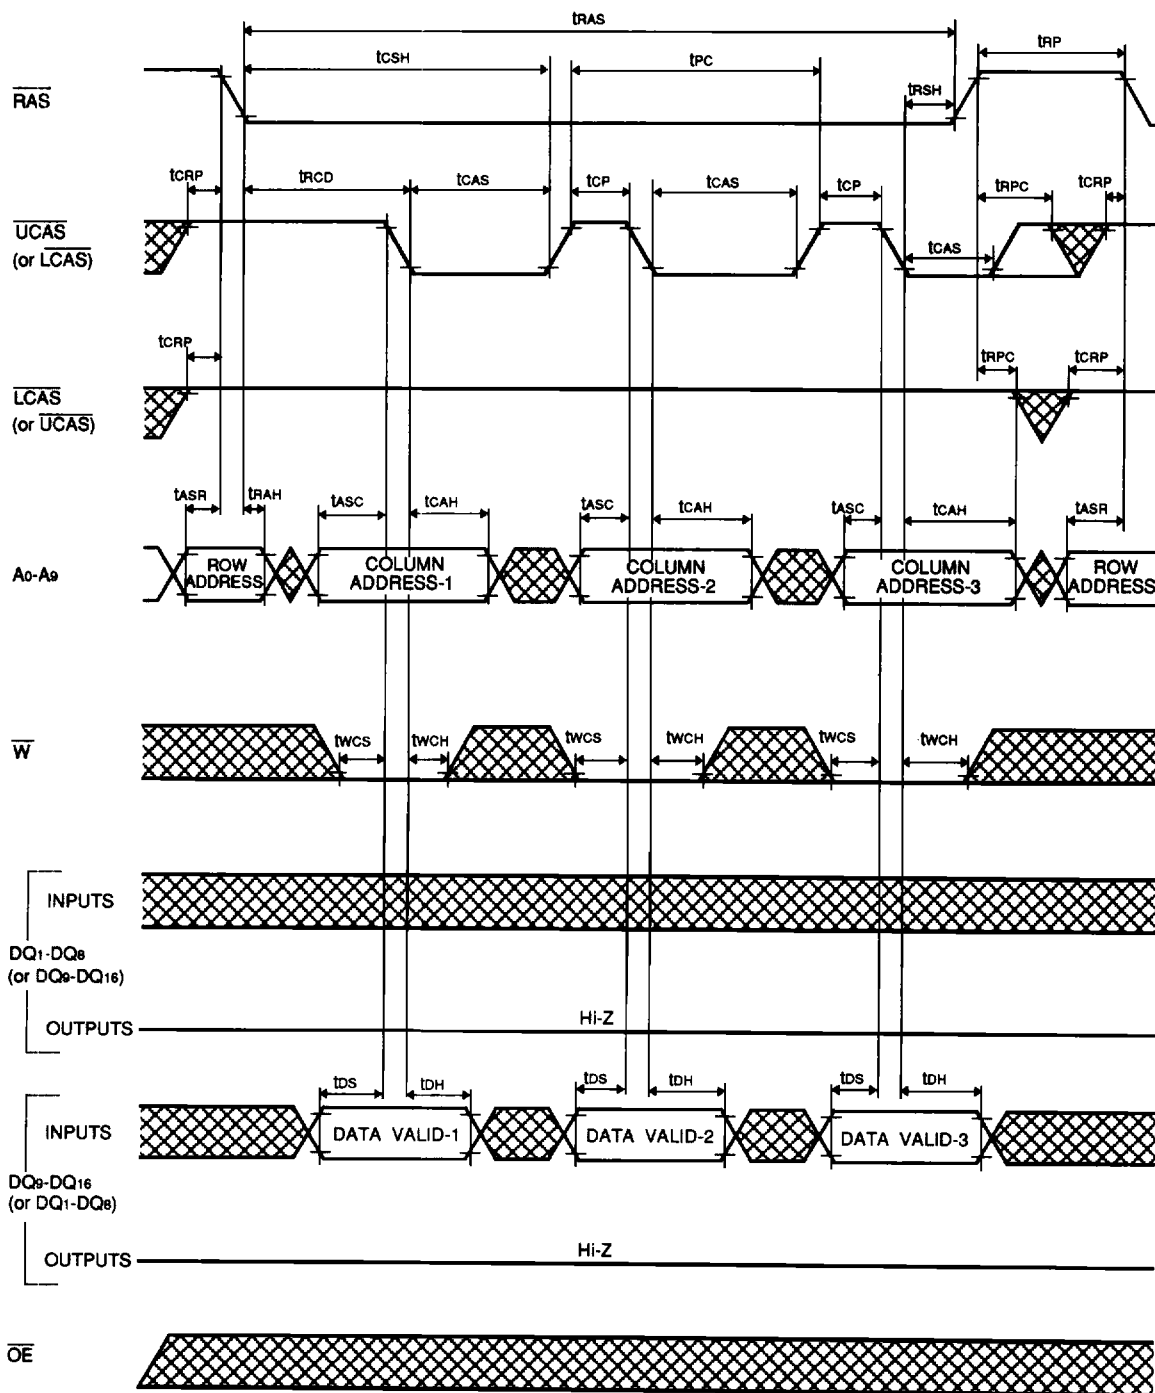 tRAS
tCSH tPC tRP
RAS tRSH
tCRP tRCD tCAS tCP tCAS tCP tRPC tCRP
UCAS
(or LCAS) tCAS
tCRP tRPC tCRP
LCAS
(or UCAS)
tASR tRAH tASC tCAH tASC tCAH tASC tCAH tASR
A0-A9 ROW ADDRESS COLUMN ADDRESS-1 COLUMN ADDRESS-2 COLUMN ADDRESS-3 ROW ADDRESS
W tWCS tWCH tWCS tWCH tWCS tWCH
INPUTS
DQ1-DQ8
(or DQ9-DQ16)
OUTPUTS Hi-Z
tDS tDH tDS tDH tDS tDH
INPUTS DATA VALID-1 DATA VALID-2 DATA VALID-3
DQ9-DQ16
(or DQ1-DQ8)
OUTPUTS Hi-Z
OE